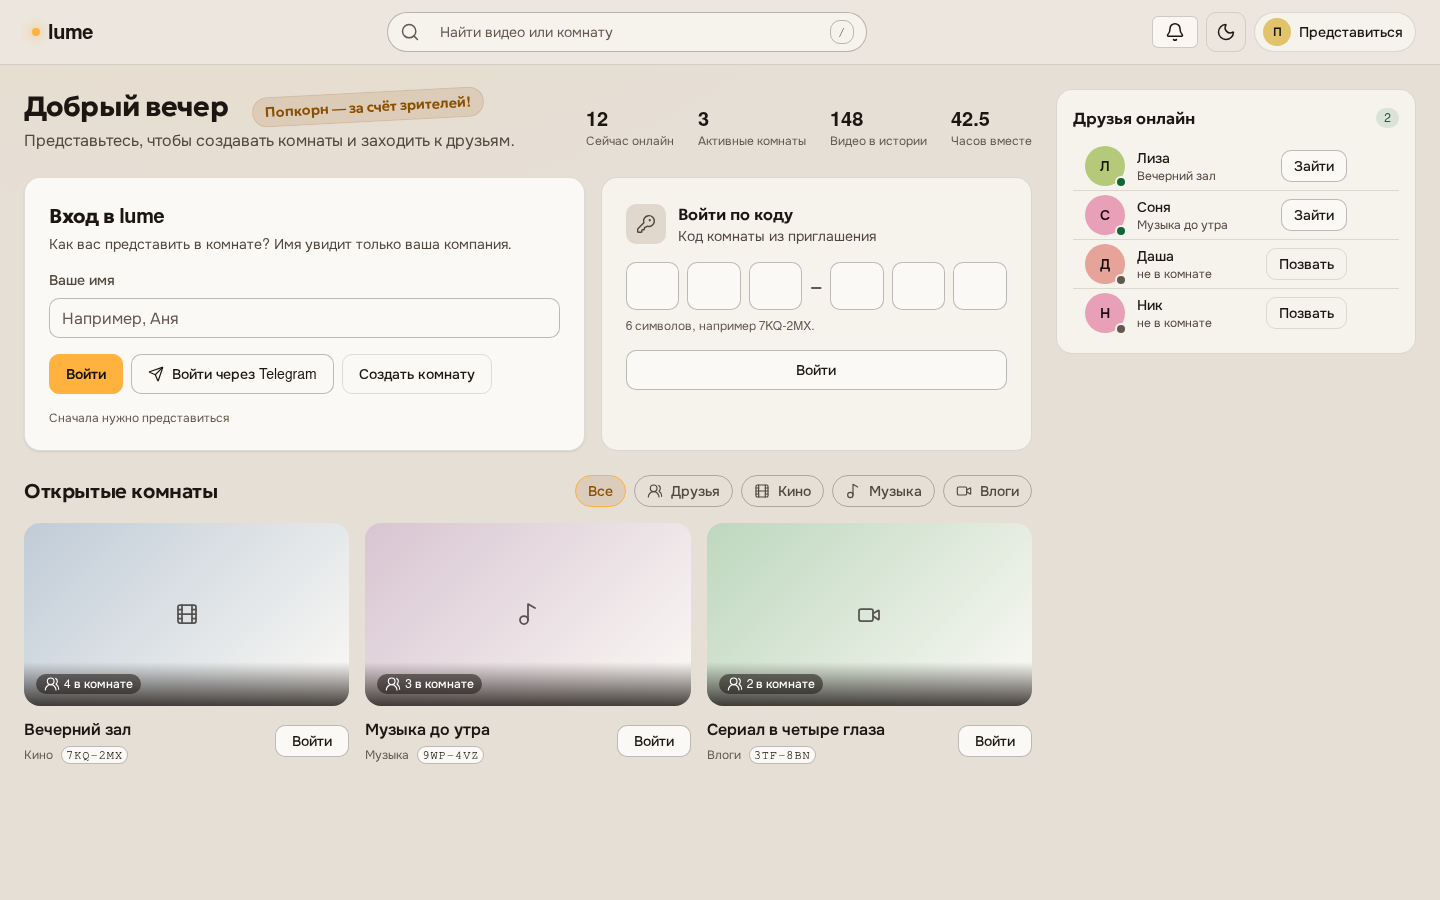 lume
Найти видео или комнату
/
П
Представиться
Добрый вечер
Попкорн — за счёт зрителей!
Представьтесь, чтобы создавать комнаты и заходить к друзьям.
12
Сейчас онлайн
3
Активные комнаты
148
Видео в истории
42.5
Часов вместе
Вход в lume
Как вас представить в комнате? Имя увидит только ваша компания.
Ваше имя
Например, Аня
Войти
Войти через Telegram
Создать комнату
Сначала нужно представиться
Войти по коду
Код комнаты из приглашения
–
6 символов, например 7KQ-2MX.
Войти
Друзья онлайн
2
Л
Лиза
Вечерний зал
Зайти
С
Соня
Музыка до утра
Зайти
Д
Даша
не в комнате
Позвать
Н
Ник
не в комнате
Позвать
Открытые комнаты
Все
Друзья
Кино
Музыка
Влоги
4 в комнате
Вечерний зал
Кино
7KQ-2MX
Войти
3 в комнате
Музыка до утра
Музыка
9WP-4VZ
Войти
2 в комнате
Сериал в четыре глаза
Влоги
3TF-8BN
Войти